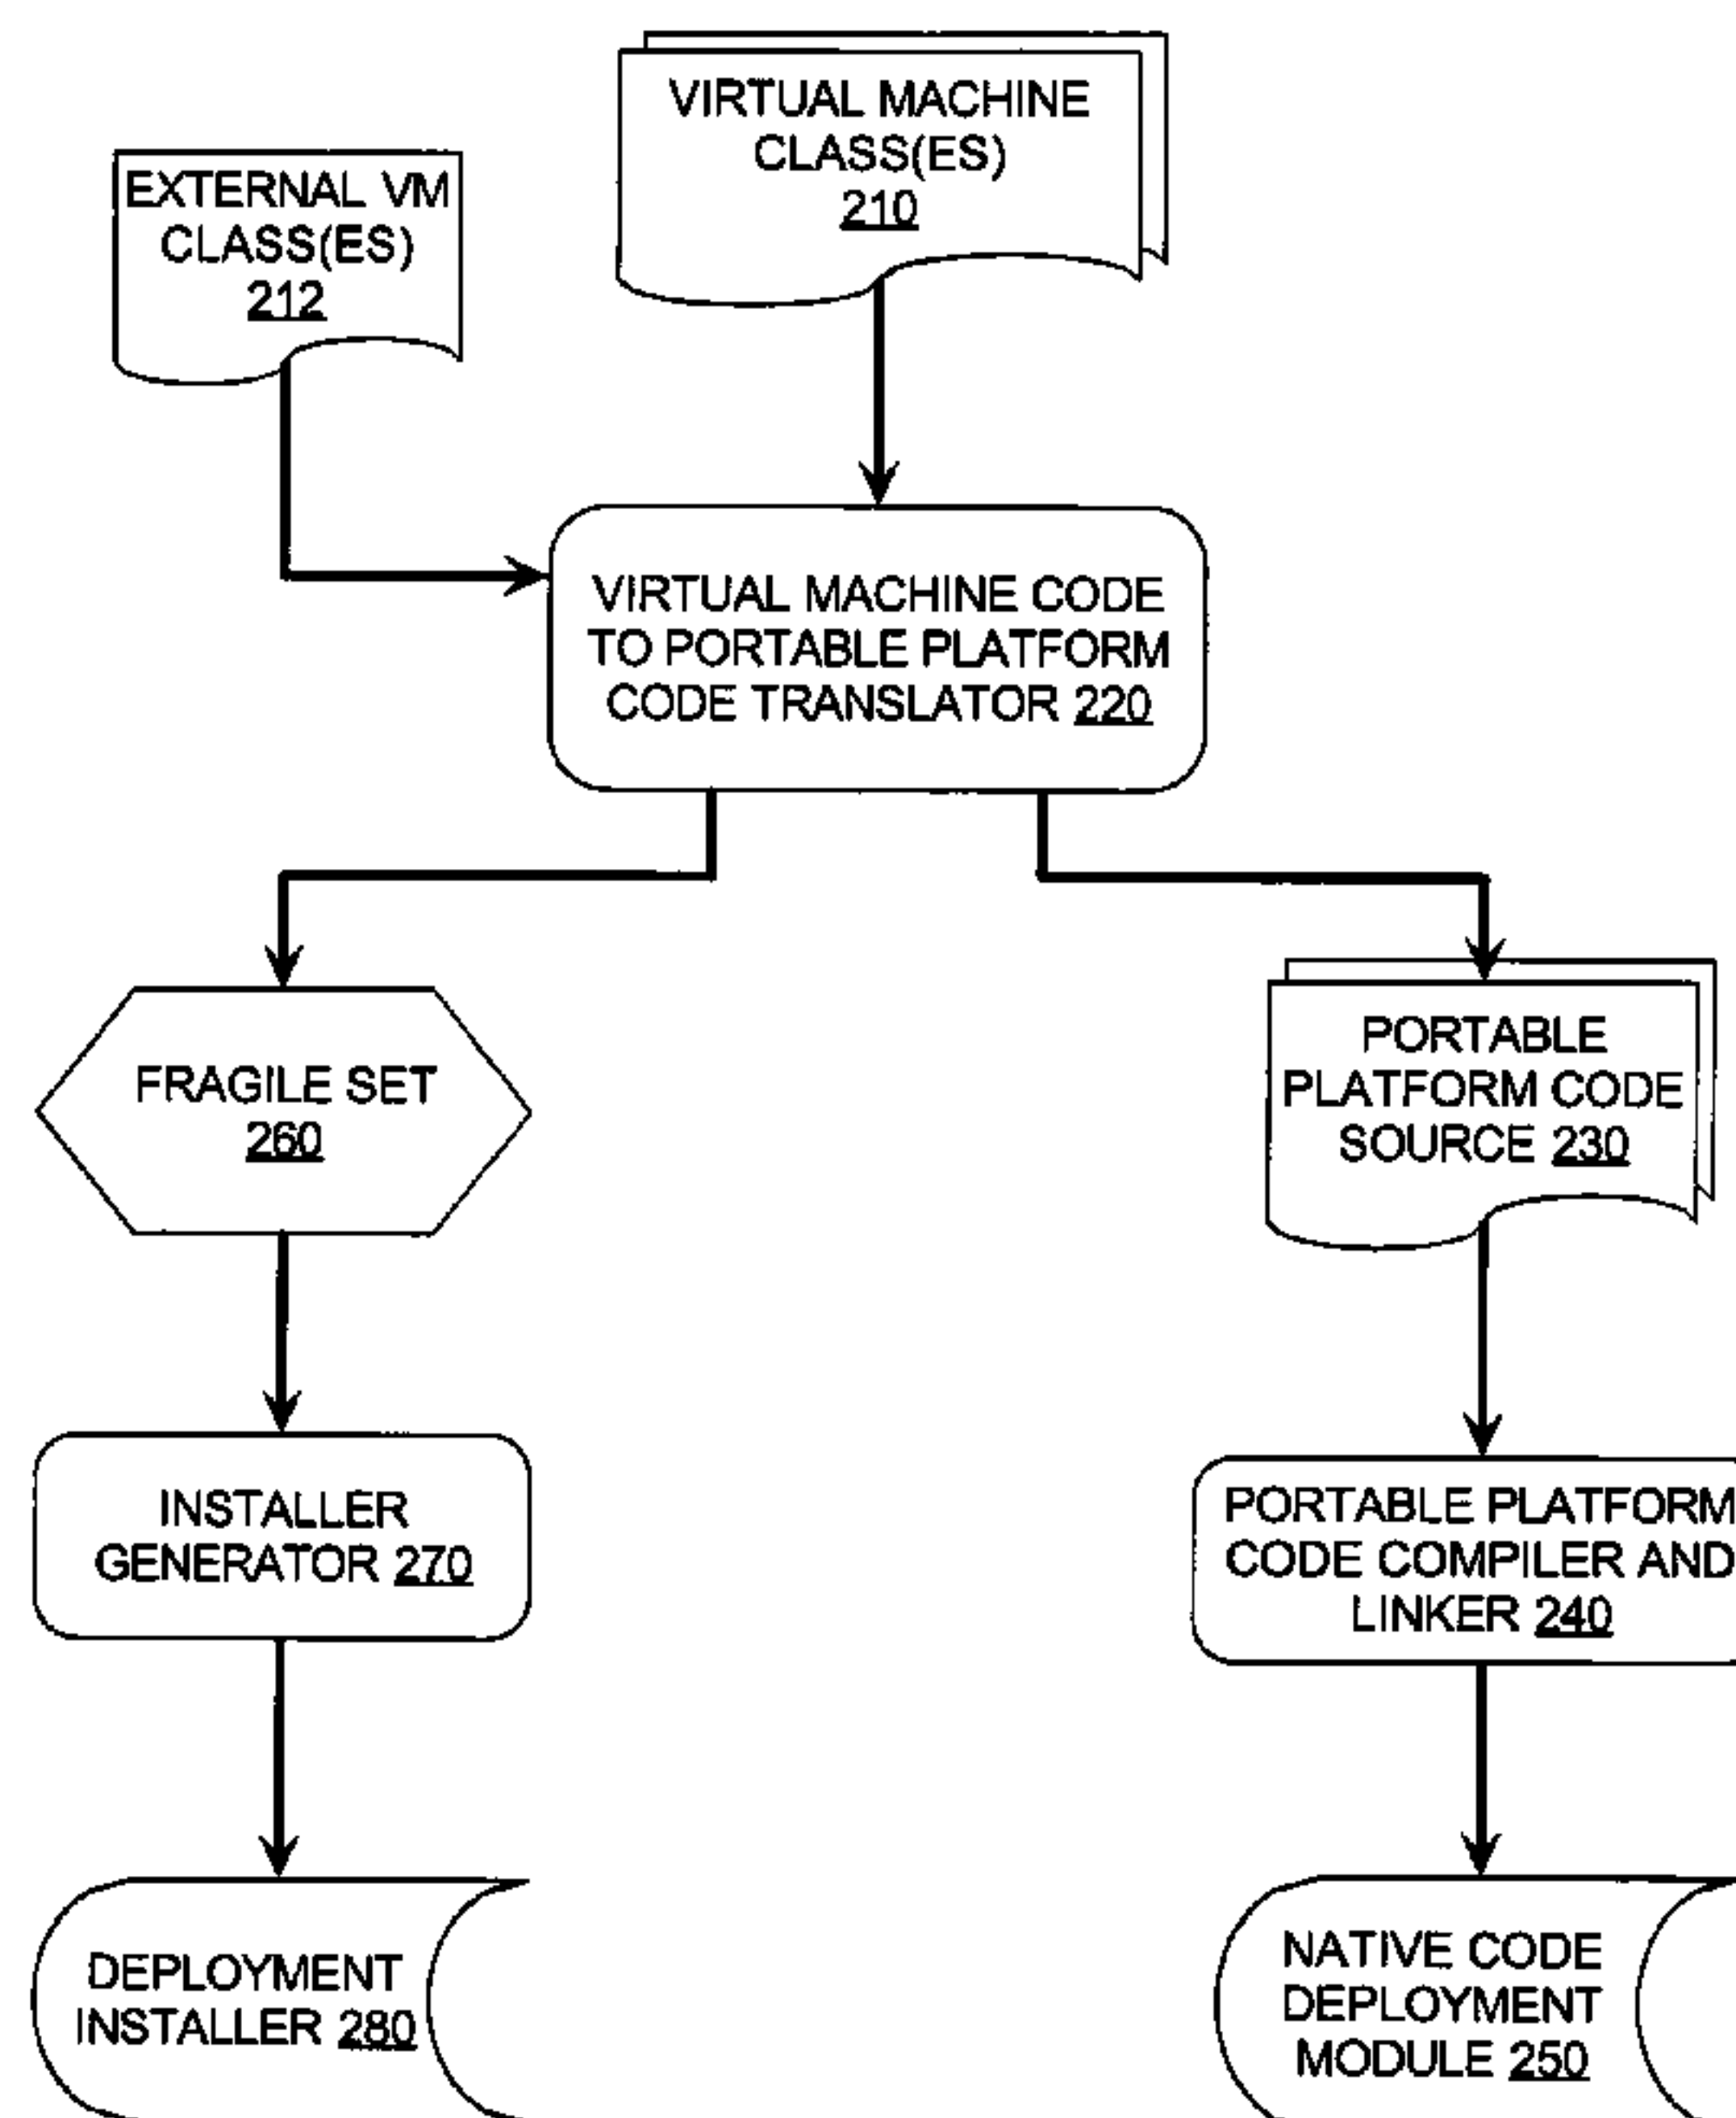 VIRTUAL MACHINE
CLASS(ES)
210
EXTERNAL VM
CLASS(ES)
212
VIRTUAL MACHINE CODE
TO PORTABLE PLATFORM
CODE TRANSLATOR 220
FRAGILE SET
260
PORTABLE
PLATFORM CODE
SOURCE 230
INSTALLER
GENERATOR 270
PORTABLE PLATFORM
CODE COMPILER AND
LINKER 240
DEPLOYMENT
INSTALLER 280
NATIVE CODE
DEPLOYMENT
MODULE 250